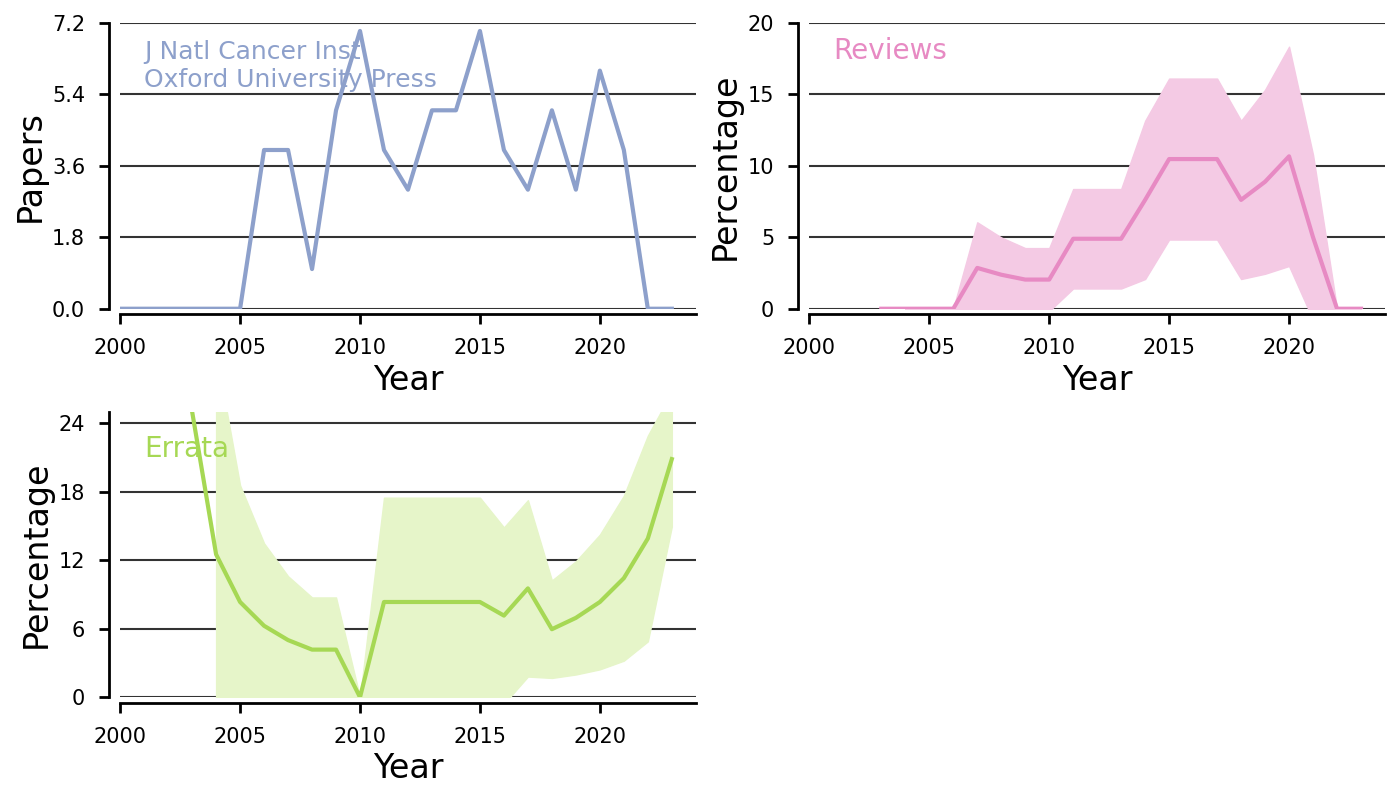 7.2
5.4
3.6
1.8
0.0
Papers
J Natl Cancer Inst
Oxford University Press
2000 2005 2010 2015 2020
Year
20
15
10
5
0
Percentage
Reviews
2000 2005 2010 2015 2020
Year
24
18
12
6
0
Percentage
Errata
2000 2005 2010 2015 2020
Year